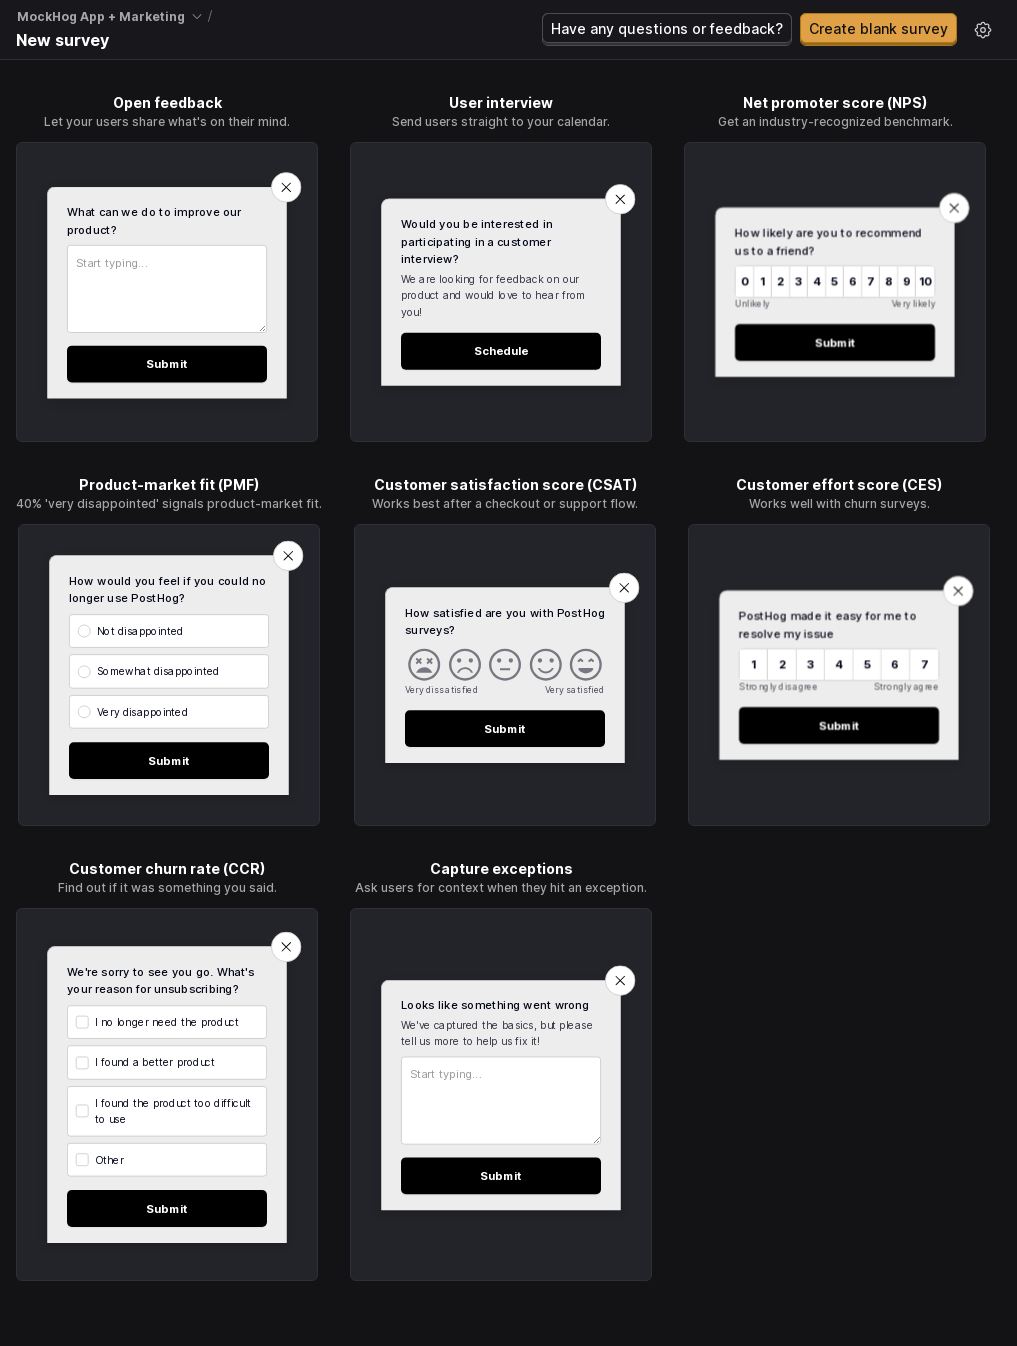 MockHog App + Marketing /
New survey
Have any questions or feedback?
Create blank survey
Open feedback
Let your users share what's on their mind.
What can we do to improve our
product?
Start typing...
Submit
User interview
Send users straight to your calendar.
Would you be interested in
participating in a customer
interview?
We are looking for feedback on our
product and would love to hear from
you!
Schedule
Net promoter score (NPS)
Get an industry-recognized benchmark.
How likely are you to recommend
us to a friend?
0 1 2 3 4 5 6 7 8 9 10
Unlikely Very likely
Submit
Product-market fit (PMF)
40% 'very disappointed' signals product-market fit.
How would you feel if you could no
longer use PostHog?
Not disappointed
Somewhat disappointed
Very disappointed
Submit
Customer satisfaction score (CSAT)
Works best after a checkout or support flow.
How satisfied are you with PostHog
surveys?
Very dissatisfied Very satisfied
Submit
Customer effort score (CES)
Works well with churn surveys.
PostHog made it easy for me to
resolve my issue
1 2 3 4 5 6 7
Strongly disagree Strongly agree
Submit
Customer churn rate (CCR)
Find out if it was something you said.
We're sorry to see you go. What's
your reason for unsubscribing?
I no longer need the product
I found a better product
I found the product too difficult
to use
Other
Submit
Capture exceptions
Ask users for context when they hit an exception.
Looks like something went wrong
We've captured the basics, but please
tell us more to help us fix it!
Start typing...
Submit